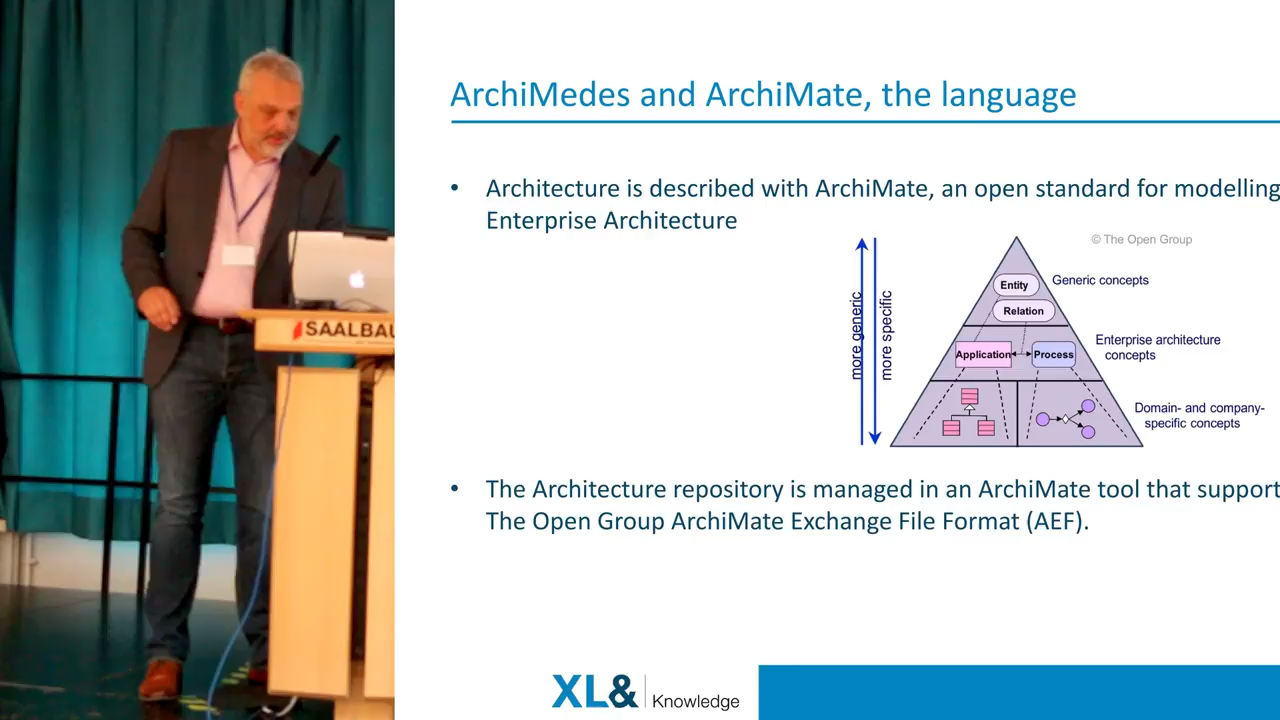 ArchiMedes and ArchiMate, the language
• Architecture is described with ArchiMate, an open standard for modelling
Enterprise Architecture
© The Open Group
more generic
more specific
Entity
Relation
Generic concepts
Application
Process
Enterprise architecture
concepts
Domain- and company-
specific concepts
• The Architecture repository is managed in an ArchiMate tool that support
The Open Group ArchiMate Exchange File Format (AEF).
SAALBAU
XL& Knowledge